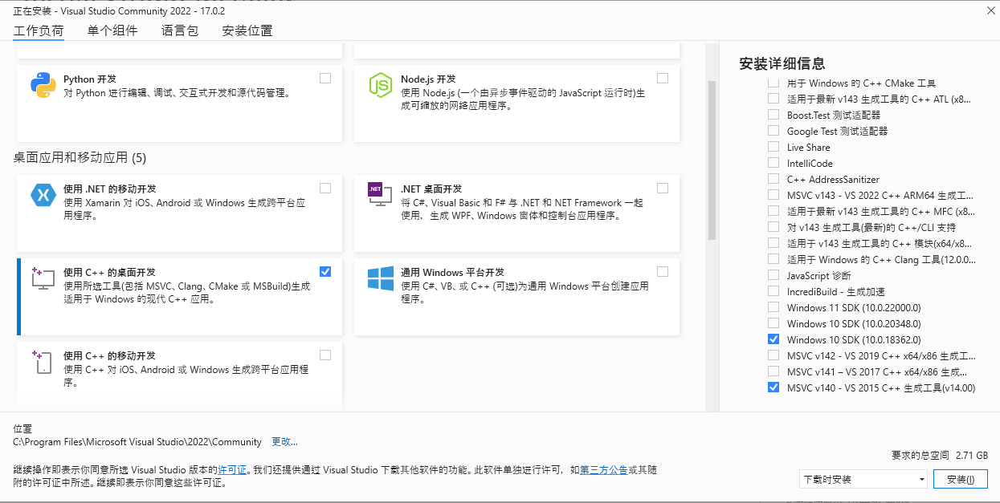 正在安装 - Visual Studio Community 2022 - 17.0.2
工作负荷 单个组件 语言包 安装位置
Python 开发
对 Python 进行编辑、调试、交互式开发和源代码管理。
Node.js 开发
使用 Node.js (一个由异步事件驱动的 JavaScript 运行时)生
成可缩放的网络应用程序。
桌面应用和移动应用 (5)
使用 .NET 的移动开发
使用 Xamarin 对 iOS、Android 或 Windows 生成跨平台应
用程序。
.NET
.NET 桌面开发
将 C#、Visual Basic 和 F# 与 .NET 和 NET Framework 一起
使用，生成 WPF、Windows 窗体和控制台应用程序。
使用 C++ 的桌面开发
使用所选工具(包括 MSVC、Clang、CMake 或 MSBuild)生成
适用于 Windows 的现代 C++ 应用。
通用 Windows 平台开发
使用 C#、VB、或 C++ (可选)为通用 Windows 平台创建应用
程序。
使用 C++ 的移动开发
使用 C++ 对 iOS、Android 或 Windows 生成跨平台应用程
序。
安装详细信息
用于 Windows 的 C++ CMake 工具
适用于最新 v143 生成工具的 C++ ATL (x8...
Boost.Test 测试适配器
Google Test 测试适配器
Live Share
IntelliCode
C++ AddressSanitizer
MSVC v143 - VS 2022 C++ ARM64 生成工...
适用于最新 v143 生成工具的 C++ MFC (x8...
对 v143 生成工具(最新)的 C++/CLI 支持
适用于 v143 生成工具的 C++ 模块(x64/x8...
适用于 Windows 的 C++ Clang 工具(12.0.0...
JavaScript 诊断
IncrediBuild - 生成加速
Windows 11 SDK (10.0.22000.0)
Windows 10 SDK (10.0.20348.0)
Windows 10 SDK (10.0.18362.0)
MSVC v142 - VS 2019 C++ x64/x86 生成工...
MSVC v141 – VS 2017 C++ x64/x86 生成...
MSVC v140 - VS 2015 C++ 生成工具(v14.00)
位置
C:\Program Files\Microsoft Visual Studio\2022\Community 更改...
继续操作即表示你同意所选 Visual Studio 版本的许可证。我们还提供通过 Visual Studio 下载其他软件的功能。此软件单独进行许可，如第三方公告或其随
附的许可证中所述。继续即表示你同意这些许可证。
要求的总空间 2.71 GB
下载时安装
安装(I)